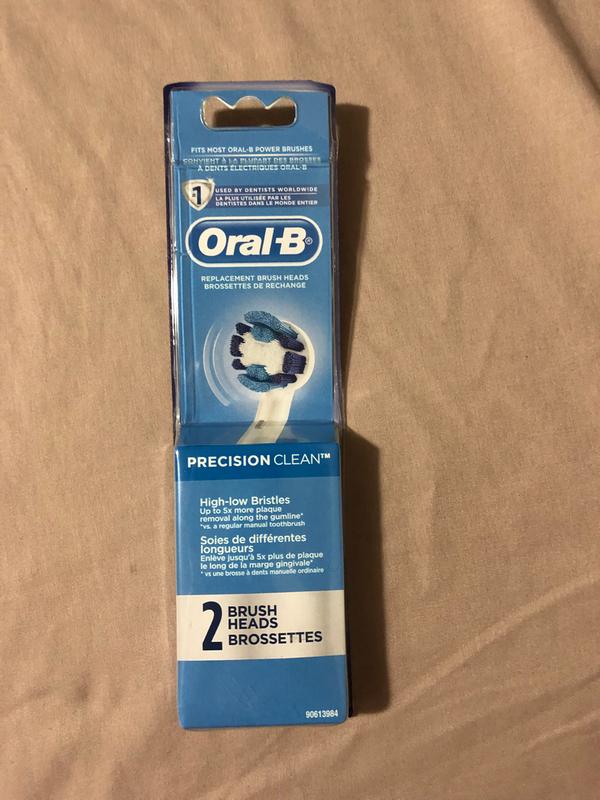 FITS MOST ORAL-B POWER BRUSHES
CONVIENT À LA PLUPART DES BROSSES
À DENTS ÉLECTRIQUES ORAL-B
#1
USED BY DENTISTS WORLDWIDE
LA PLUS UTILISÉE PAR LES
DENTISTES DANS LE MONDE ENTIER
Oral-B®
REPLACEMENT BRUSH HEADS
BROSSETTES DE RECHANGE
PRECISION CLEAN™
High-low Bristles
Up to 5x more plaque
removal along the gumline*
*vs. a regular manual toothbrush
Soies de différentes
longueurs
Enlève jusqu'à 5x plus de plaque
le long de la marge gingivale*
* vs une brosse à dents manuelle ordinaire
2 BRUSH
HEADS
BROSSETTES
90613984